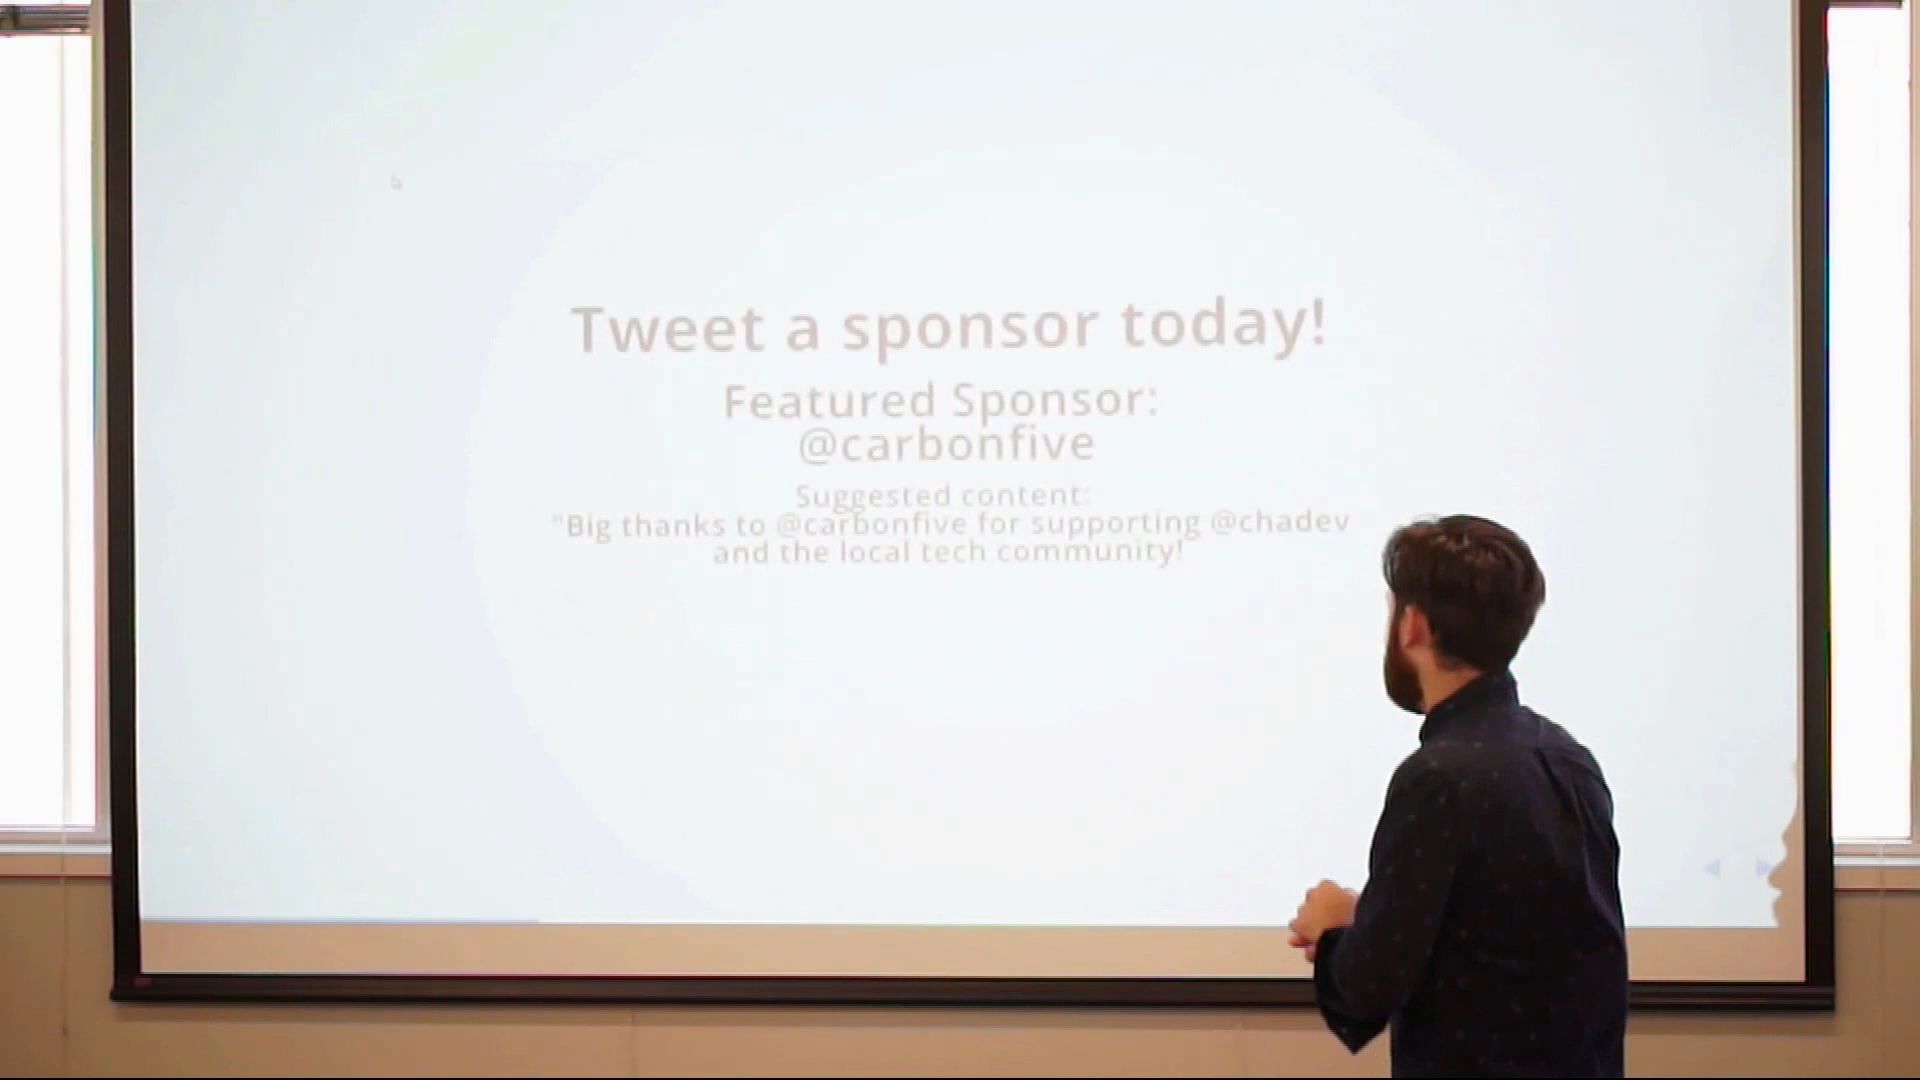 Tweet a sponsor today!
Featured Sponsor:
@carbonfive
Suggested content:
"Big thanks to @carbonfive for supporting @chadev
and the local tech community!